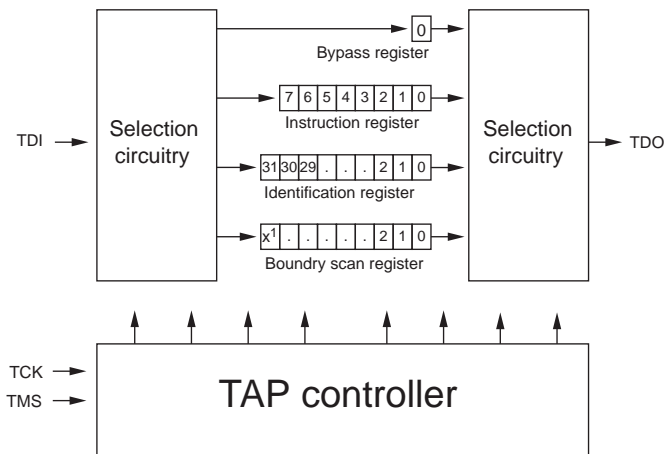 0
Bypass register
7 6 5 4 3 2 1 0
Instruction register
TDI
Selection
circuitry
Selection
circuitry
TDO
31 30 29 . . . 2 1 0
Identification register
x1 . . . . . 2 1 0
Boundry scan register
TCK
TMS
TAP controller